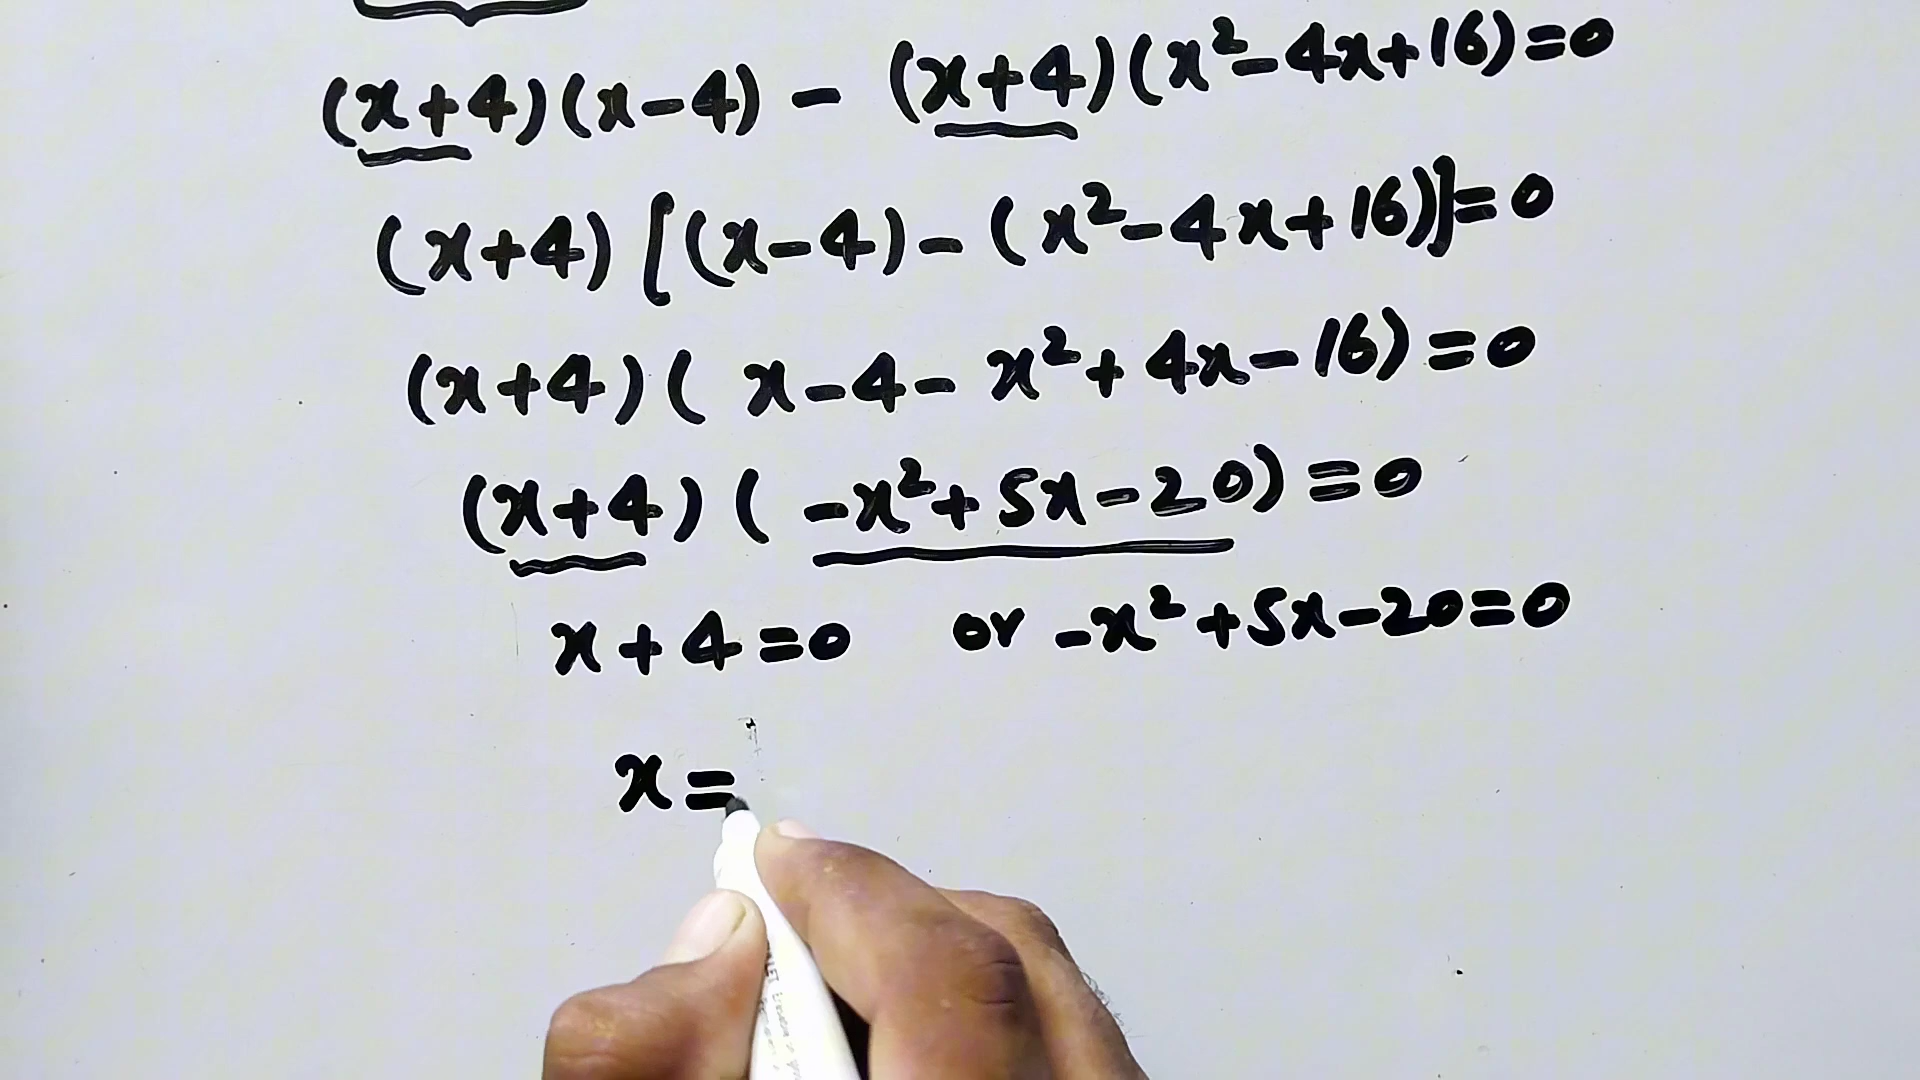 (x+4)(x-4) - (x+4)(x²-4x+16)=0
(x+4)[(x-4)-(x²-4x+16)]=0
(x+4)(x-4-x²+4x-16)=0
(x+4)(-x²+5x-20)=0
x+4=0 or -x²+5x-20=0
x=